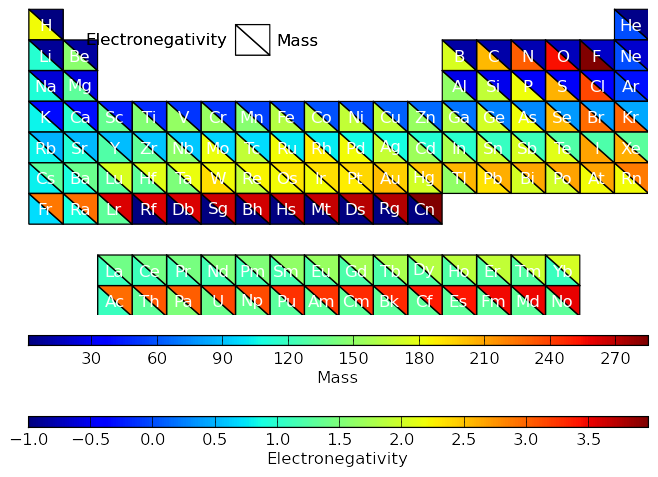 H He
Electronegativity Mass
Li Be B C N O F Ne
Na Mg Al Si P S Cl Ar
K Ca Sc Ti V Cr Mn Fe Co Ni Cu Zn Ga Ge As Se Br Kr
Rb Sr Y Zr Nb Mo Tc Ru Rh Pd Ag Cd In Sn Sb Te I Xe
Cs Ba Lu Hf Ta W Re Os Ir Pt Au Hg Tl Pb Bi Po At Rn
Fr Ra Lr Rf Db Sg Bh Hs Mt Ds Rg Cn
La Ce Pr Nd Pm Sm Eu Gd Tb Dy Ho Er Tm Yb
Ac Th Pa U Np Pu Am Cm Bk Cf Es Fm Md No
30 60 90 120 150 180 210 240 270
Mass
−1.0 −0.5 0.0 0.5 1.0 1.5 2.0 2.5 3.0 3.5
Electronegativity